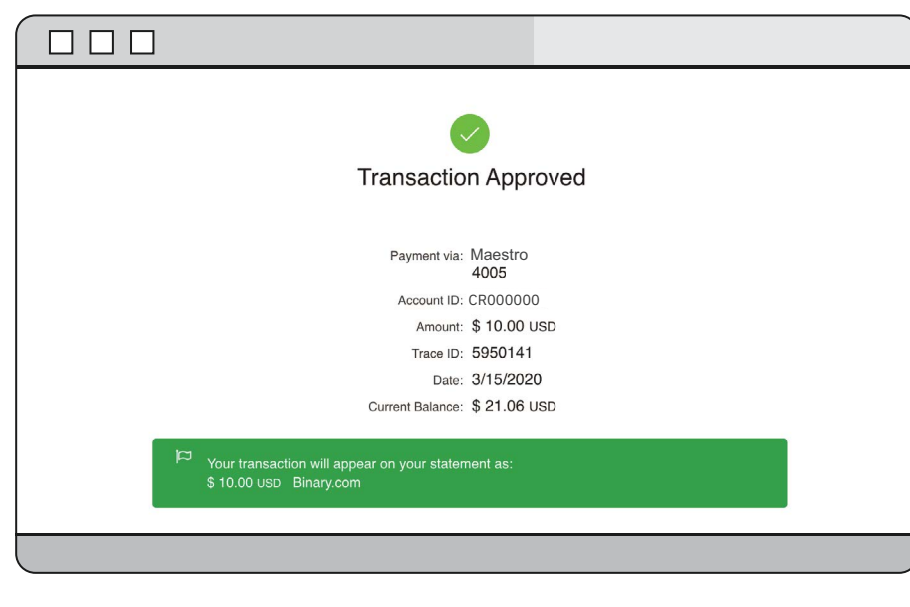 Transaction Approved
Payment via: Maestro
4005
Account ID: CR000000
Amount: $ 10.00 USD
Trace ID: 5950141
Date: 3/15/2020
Current Balance: $ 21.06 USD
Your transaction will appear on your statement as:
$ 10.00 USD Binary.com